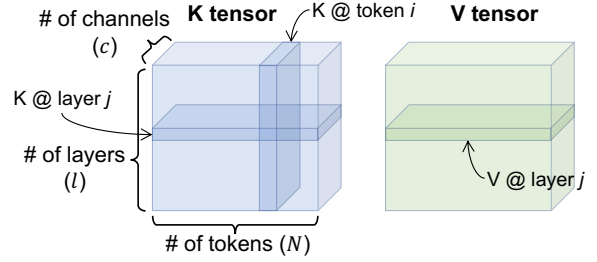 # of channels
(c)
K tensor
K @ token i
V tensor
K @ layer j
# of layers
(l)
V @ layer j
# of tokens (N)